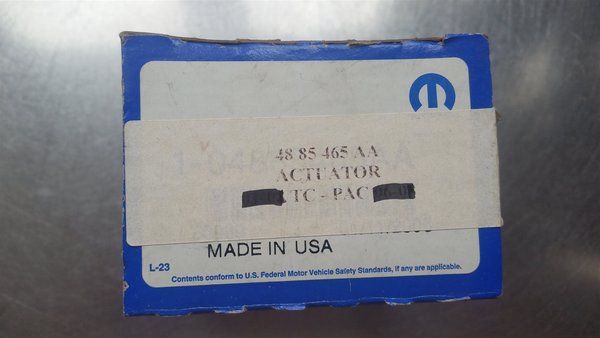 48 85 465 AA
ACTUATOR
TC - PAC
MADE IN USA
L-23
Contents conform to U.S. Federal Motor Vehicle Safety Standards, if any are applicable.